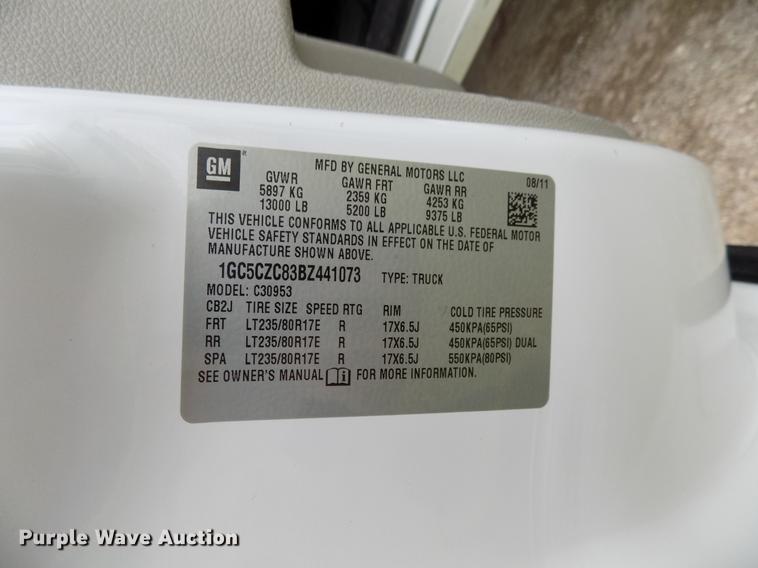 GM
MFD BY GENERAL MOTORS LLC
08/11
GVWR GAWR FRT GAWR RR
5897 KG 2359 KG 4253 KG
13000 LB 5200 LB 9375 LB
THIS VEHICLE CONFORMS TO ALL APPLICABLE U.S. FEDERAL MOTOR
VEHICLE SAFETY STANDARDS IN EFFECT ON THE DATE OF
MANUFACTURE SHOWN ABOVE.
1GC5CZC83BZ441073 TYPE: TRUCK
MODEL: C30953
CB2J TIRE SIZE SPEED RTG RIM COLD TIRE PRESSURE
FRT LT235/80R17E R 17X6.5J 450KPA(65PSI)
RR LT235/80R17E R 17X6.5J 450KPA(65PSI) DUAL
SPA LT235/80R17E R 17X6.5J 550KPA(80PSI)
SEE OWNER'S MANUAL FOR MORE INFORMATION.
Purple Wave Auction